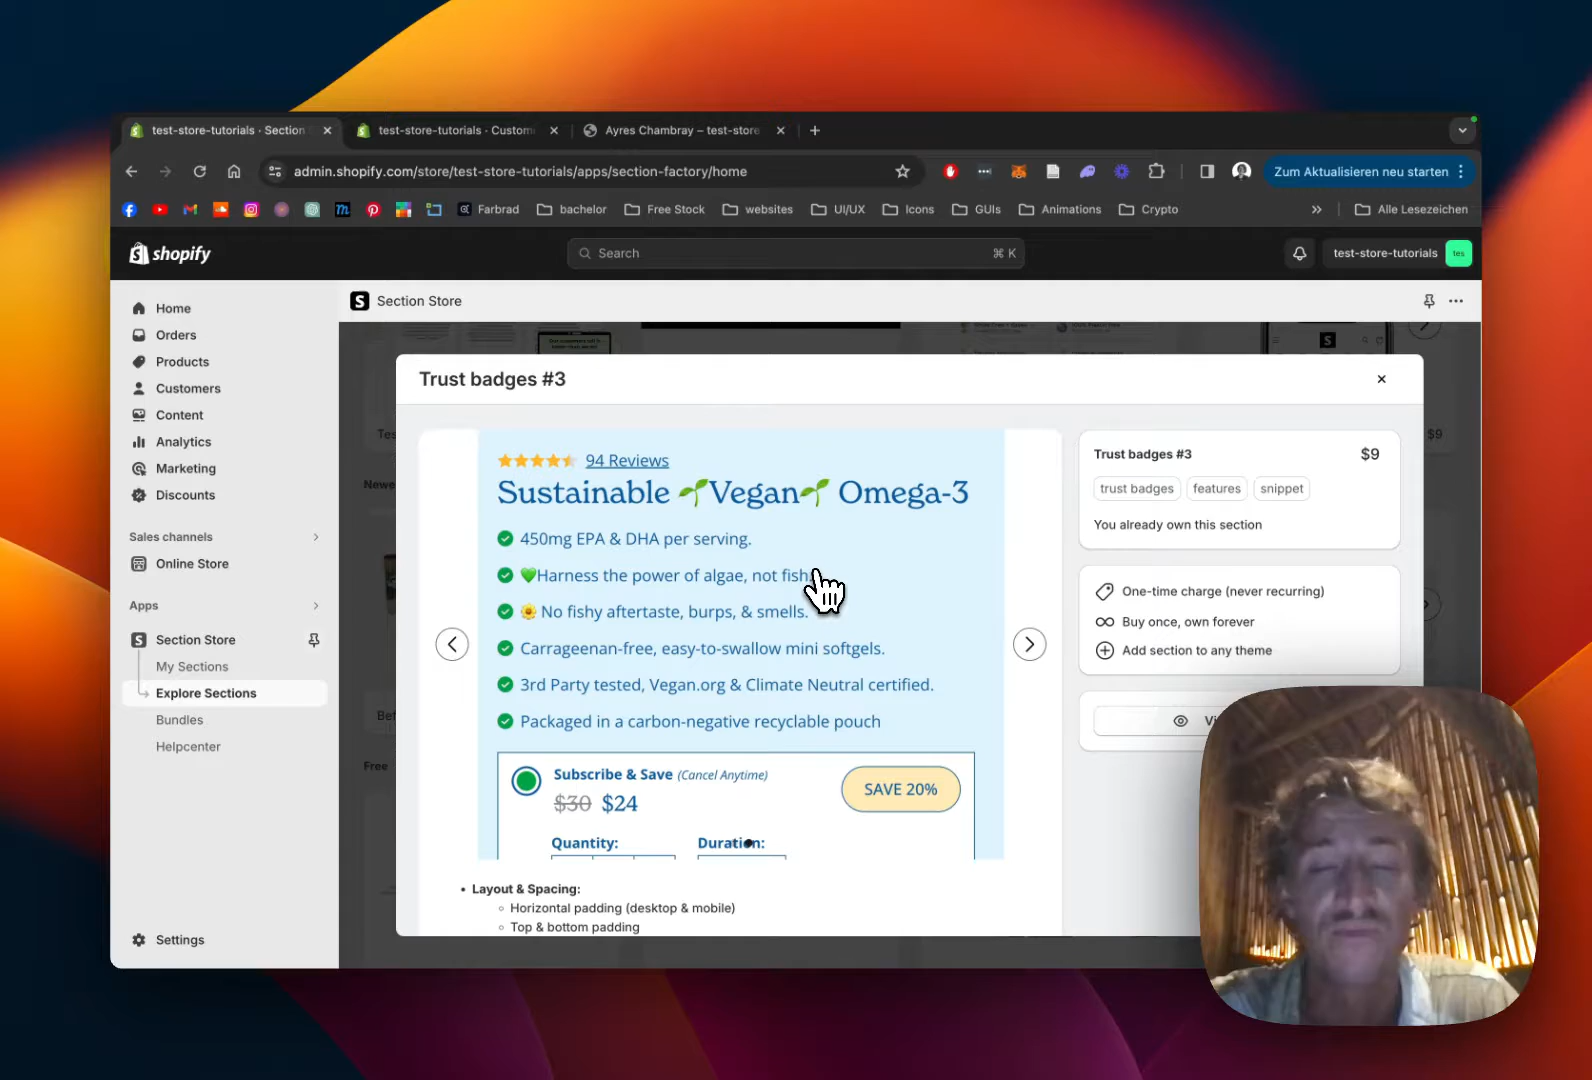 test-store-tutorials · Section
test-store-tutorials · Custom
Ayres Chambray – test-store
admin.shopify.com/store/test-store-tutorials/apps/section-factory/home
Zum Aktualisieren neu starten
Farbrad
bachelor
Free Stock
websites
UI/UX
Icons
GUIs
Animations
Crypto
Alle Lesezeichen
shopify
Search
⌘ K
test-store-tutorials
tes
Home
Orders
Products
Customers
Content
Analytics
Marketing
Discounts
Sales channels
Online Store
Apps
Section Store
My Sections
Explore Sections
Bundles
Helpcenter
Settings
S Section Store
$9
Newe
Free
Trust badges #3
94 Reviews
Sustainable 🌱Vegan🌱 Omega-3
450mg EPA & DHA per serving.
💚Harness the power of algae, not fish
🌼 No fishy aftaste, burps, & smells.
Carrageenan-free, easy-to-swallow mini softgels.
3rd Party tested, Vegan.org & Climate Neutral certified.
Packaged in a carbon-negative recyclable pouch
Subscribe & Save (Cancel Anytime)
$30 $24
SAVE 20%
Quantity:
Duration:
• Layout & Spacing:
Horizontal padding (desktop & mobile)
Top & bottom padding
Trust badges #3
$9
trust badges
features
snippet
You already own this section
One-time charge (never recurring)
Buy once, own forever
Add section to any theme